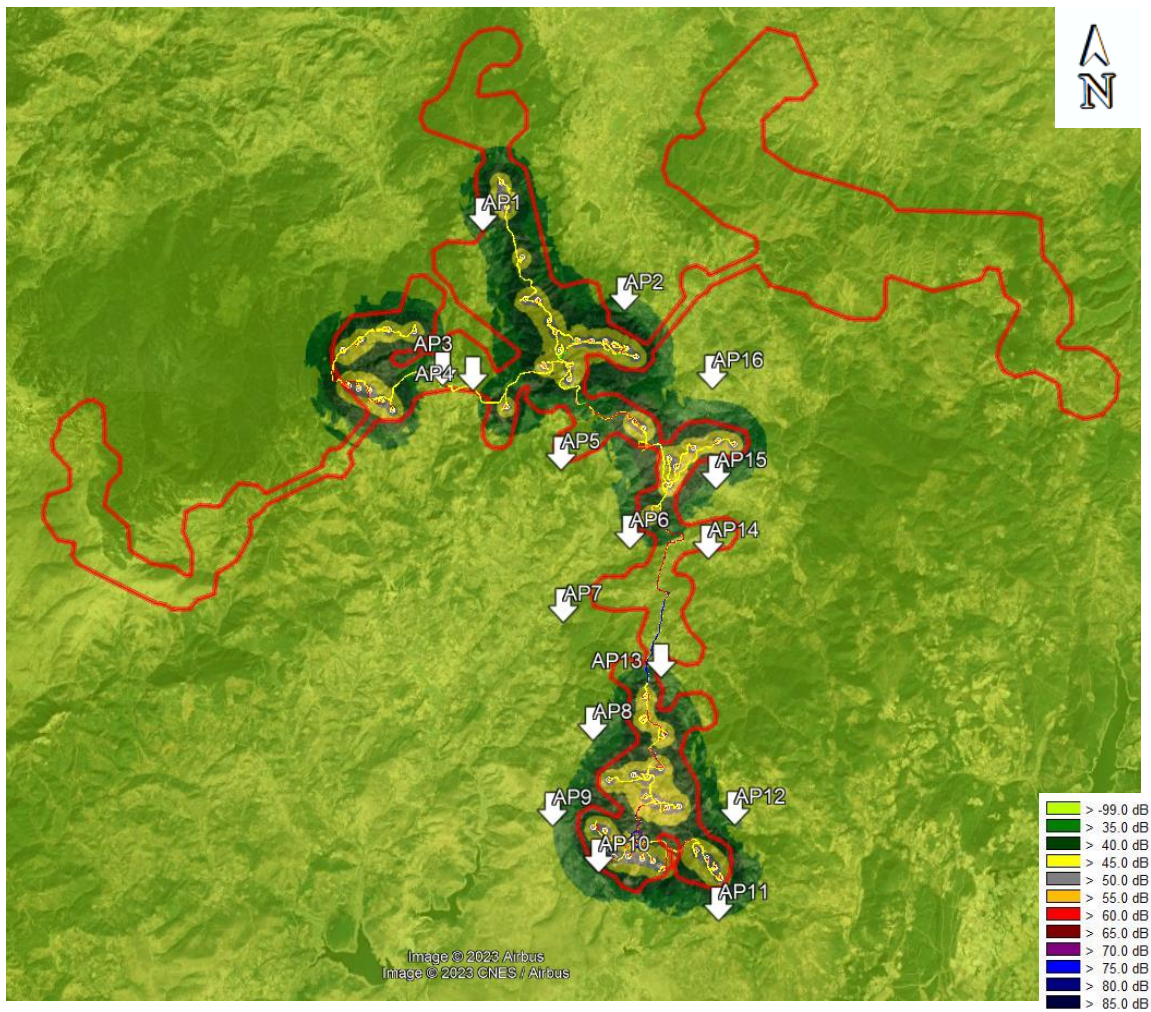 N
AP1
AP2
AP3
AP16
AP4
AP5
AP15
AP6
AP14
AP7
AP13
AP8
AP9
AP12
AP10
AP11
> -99.0 dB
> 35.0 dB
> 40.0 dB
> 45.0 dB
> 50.0 dB
> 55.0 dB
> 60.0 dB
> 65.0 dB
> 70.0 dB
> 75.0 dB
> 80.0 dB
> 85.0 dB
Image © 2023 Airbus
Image © 2023 CNES / Airbus